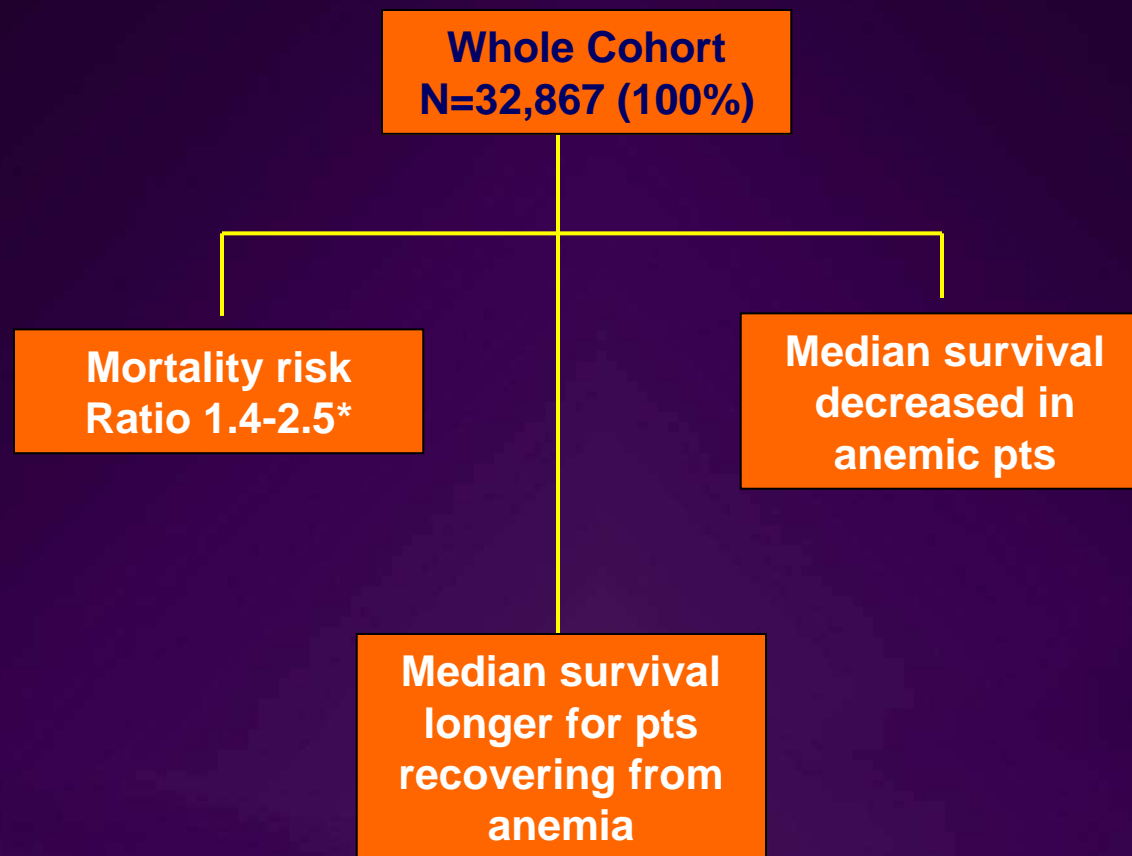 Whole Cohort
N=32,867 (100%)
Mortality risk
Ratio 1.4-2.5*
Median survival
decreased in
anemic pts
Median survival
longer for pts
recovering from
anemia